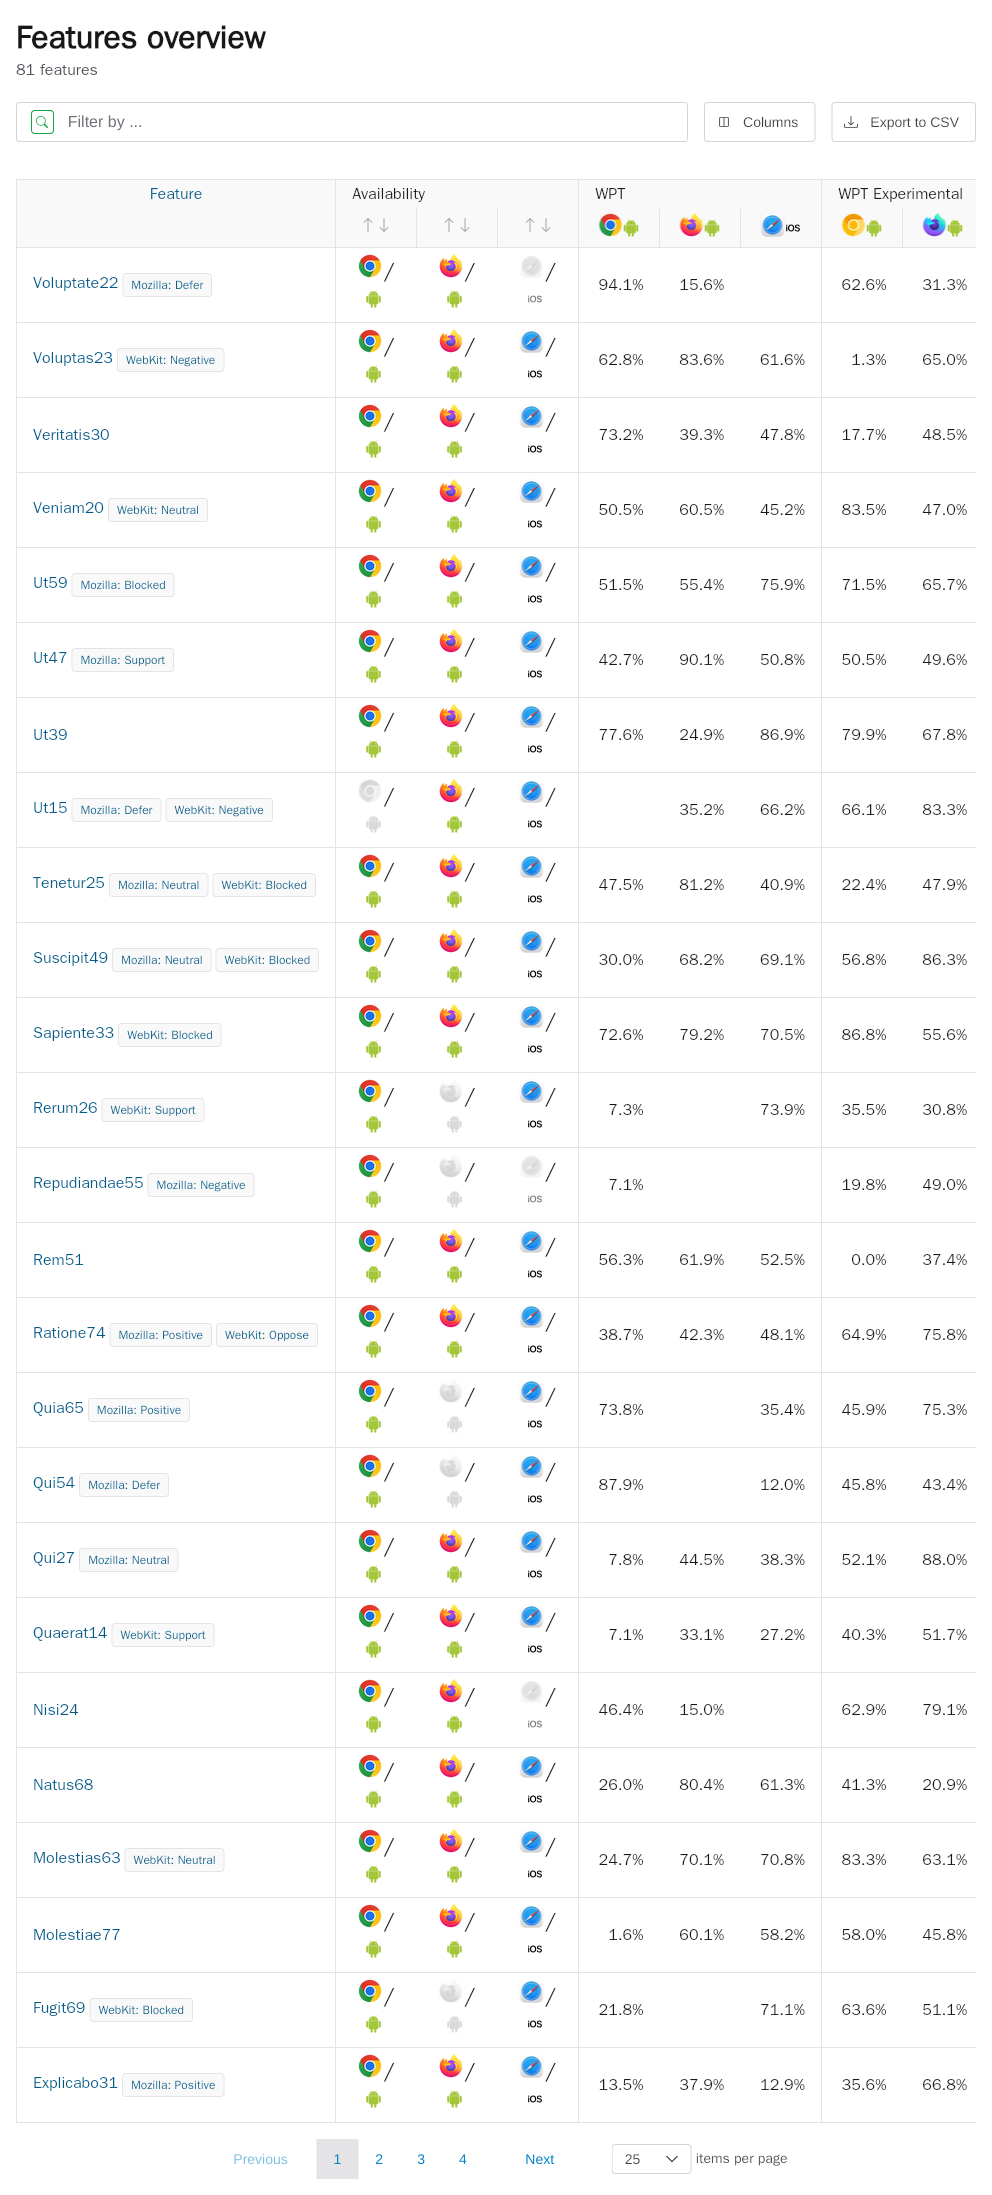 Features overview
81 features
Filter by ...
Columns
Export to CSV
Feature Availability WPT WPT Experimental
iOS
Voluptate22 Mozilla: Defer / / / 94.1% 15.6% 62.6% 31.3%
iOS
Voluptas23 WebKit: Negative / / / 62.8% 83.6% 61.6% 1.3% 65.0%
iOS
Veritatis30 / / / 73.2% 39.3% 47.8% 17.7% 48.5%
iOS
Veniam20 WebKit: Neutral / / / 50.5% 60.5% 45.2% 83.5% 47.0%
iOS
Ut59 Mozilla: Blocked / / / 51.5% 55.4% 75.9% 71.5% 65.7%
iOS
Ut47 Mozilla: Support / / / 42.7% 90.1% 50.8% 50.5% 49.6%
iOS
Ut39 / / / 77.6% 24.9% 86.9% 79.9% 67.8%
iOS
Ut15 Mozilla: Defer WebKit: Negative / / / 35.2% 66.2% 66.1% 83.3%
iOS
Tenetur25 Mozilla: Neutral WebKit: Blocked / / / 47.5% 81.2% 40.9% 22.4% 47.9%
iOS
Suscipit49 Mozilla: Neutral WebKit: Blocked / / / 30.0% 68.2% 69.1% 56.8% 86.3%
iOS
Sapiente33 WebKit: Blocked / / / 72.6% 79.2% 70.5% 86.8% 55.6%
iOS
Rerum26 WebKit: Support / / / 7.3% 73.9% 35.5% 30.8%
iOS
Repudiandae55 Mozilla: Negative / / / 7.1% 19.8% 49.0%
iOS
Rem51 / / / 56.3% 61.9% 52.5% 0.0% 37.4%
iOS
Ratione74 Mozilla: Positive WebKit: Oppose / / / 38.7% 42.3% 48.1% 64.9% 75.8%
iOS
Quia65 Mozilla: Positive / / / 73.8% 35.4% 45.9% 75.3%
iOS
Qui54 Mozilla: Defer / / / 87.9% 12.0% 45.8% 43.4%
iOS
Qui27 Mozilla: Neutral / / / 7.8% 44.5% 38.3% 52.1% 88.0%
iOS
Quaerat14 WebKit: Support / / / 7.1% 33.1% 27.2% 40.3% 51.7%
iOS
Nisi24 / / / 46.4% 15.0% 62.9% 79.1%
iOS
Natus68 / / / 26.0% 80.4% 61.3% 41.3% 20.9%
iOS
Molestias63 WebKit: Neutral / / / 24.7% 70.1% 70.8% 83.3% 63.1%
iOS
Molestiae77 / / / 1.6% 60.1% 58.2% 58.0% 45.8%
iOS
Fugit69 WebKit: Blocked / / / 21.8% 71.1% 63.6% 51.1%
iOS
Explicabo31 Mozilla: Positive / / / 13.5% 37.9% 12.9% 35.6% 66.8%
iOS
Previous 1 2 3 4 Next 25 items per page